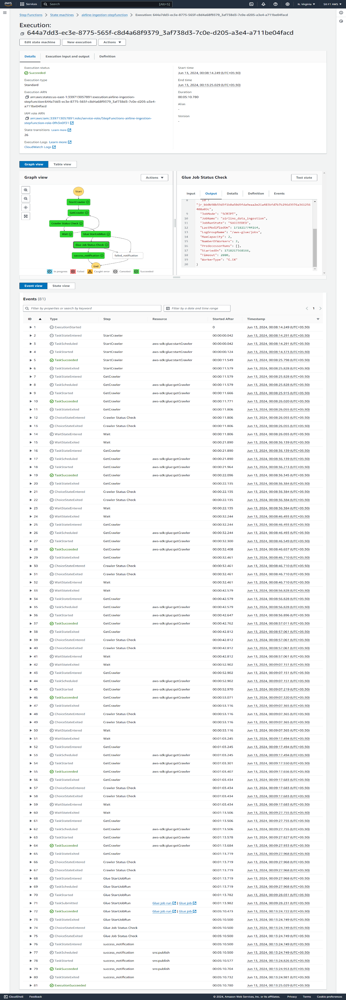 aws Services Search [Alt+S] N. Virginia SB FT AWS
Step Functions > State machines > airline-ingestion-stepfunction > Execution: 644a7dd3-ec3e-8775-565f-c8d4a68f9379_3af738d3-7c0e-d205-a3e4-a711be04facd
Execution:
644a7dd3-ec3e-8775-565f-c8d4a68f9379_3af738d3-7c0e-d205-a3e4-a711be04facd
Edit state machine New execution Actions
Details Execution input and output Definition
Execution status
Succeeded
Execution type
Standard
Execution ARN
arn:aws:states:us-east-1:339713057891:execution:airline-ingestion-
stepfunction:644a7dd3-ec3e-8775-565f-c8d4a68f9379_3af738d3-7c0e-d205-a3e4-
a711be04facd
IAM role ARN
arn:aws:iam::339713057891:role/service-role/StepFunctions-airline-ingestion-
stepfunction-role-0fh3n0f31
State transitions Learn more
26
Execution Logs Learn more
CloudWatch Logs
Start time
Jun 13, 2024, 00:08:14.249 (UTC+05:30)
End time
Jun 13, 2024, 00:13:25.029 (UTC+05:30)
Duration
00:05:10.780
Alias
-
Version
-
Graph view Table view
Graph view Actions
Start
StartCrawler
GetCrawler
Crawler Status Check
Wait Glue StartJobRun
Glue Job Status Check
success_notification failed_notification
End
In progress Failed Caught error Canceled Succeeded
Glue Job Status Check Test state
Input Output Details Definition Events
8 "Id":
"jr_bb0b98b59d3f1b0a50d9fda9eaa2e21a483bfd7b7b296d3976a361256
408a03c",
9 "JobMode": "SCRIPT",
10 "JobName": "airline_data_ingestion",
11 "JobRunState": "SUCCEEDED",
12 "LastModifiedOn": 1718217744164,
13 "LogGroupName": "/aws-glue/jobs",
14 "MaxCapacity": 2,
15 "NumberOfWorkers": 2,
16 "PredecessorRuns": [],
17 "StartedOn": 1718217568166,
18 "Timeout": 2880,
19 "WorkerType": "G.1X"
20 }
Event view State view
Events (81)
Filter by properties or search by keyword Filter by a date and time range 1
ID Type Step Resource Started After Timestamp
1 ExecutionStarted 0 Jun 13, 2024, 00:08:14.249 (UTC+05:30)
2 TaskStateEntered StartCrawler 00:00:00.042 Jun 13, 2024, 00:08:14.291 (UTC+05:30)
3 TaskScheduled StartCrawler aws-sdk:glue:startCrawler 00:00:00.042 Jun 13, 2024, 00:08:14.291 (UTC+05:30)
4 TaskStarted StartCrawler aws-sdk:glue:startCrawler 00:00:00.124 Jun 13, 2024, 00:08:14.373 (UTC+05:30)
5 TaskSucceeded StartCrawler aws-sdk:glue:startCrawler 00:00:11.549 Jun 13, 2024, 00:08:25.798 (UTC+05:30)
6 TaskStateExited StartCrawler 00:00:11.579 Jun 13, 2024, 00:08:25.828 (UTC+05:30)
7 TaskStateEntered GetCrawler 00:00:11.579 Jun 13, 2024, 00:08:25.828 (UTC+05:30)
8 TaskScheduled GetCrawler aws-sdk:glue:getCrawler 00:00:11.579 Jun 13, 2024, 00:08:25.828 (UTC+05:30)
9 TaskStarted GetCrawler aws-sdk:glue:getCrawler 00:00:11.666 Jun 13, 2024, 00:08:25.915 (UTC+05:30)
10 TaskSucceeded GetCrawler aws-sdk:glue:getCrawler 00:00:11.771 Jun 13, 2024, 00:08:26.020 (UTC+05:30)
11 TaskStateExited GetCrawler 00:00:11.806 Jun 13, 2024, 00:08:26.055 (UTC+05:30)
12 ChoiceStateEntered Crawler Status Check 00:00:11.806 Jun 13, 2024, 00:08:26.055 (UTC+05:30)
13 ChoiceStateExited Crawler Status Check 00:00:11.806 Jun 13, 2024, 00:08:26.055 (UTC+05:30)
14 WaitStateEntered Wait 00:00:11.806 Jun 13, 2024, 00:08:26.055 (UTC+05:30)
15 WaitStateExited Wait 00:00:21.890 Jun 13, 2024, 00:08:36.139 (UTC+05:30)
16 TaskStateEntered GetCrawler 00:00:21.890 Jun 13, 2024, 00:08:36.139 (UTC+05:30)
17 TaskScheduled GetCrawler aws-sdk:glue:getCrawler 00:00:21.890 Jun 13, 2024, 00:08:36.139 (UTC+05:30)
18 TaskStarted GetCrawler aws-sdk:glue:getCrawler 00:00:21.964 Jun 13, 2024, 00:08:36.213 (UTC+05:30)
19 TaskSucceeded GetCrawler aws-sdk:glue:getCrawler 00:00:22.096 Jun 13, 2024, 00:08:36.345 (UTC+05:30)
20 TaskStateExited GetCrawler 00:00:22.135 Jun 13, 2024, 00:08:36.384 (UTC+05:30)
21 ChoiceStateEntered Crawler Status Check 00:00:22.135 Jun 13, 2024, 00:08:36.384 (UTC+05:30)
22 ChoiceStateExited Crawler Status Check 00:00:22.135 Jun 13, 2024, 00:08:36.384 (UTC+05:30)
23 WaitStateEntered Wait 00:00:22.135 Jun 13, 2024, 00:08:36.384 (UTC+05:30)
24 WaitStateExited Wait 00:00:32.244 Jun 13, 2024, 00:08:46.493 (UTC+05:30)
25 TaskStateEntered GetCrawler 00:00:32.244 Jun 13, 2024, 00:08:46.493 (UTC+05:30)
26 TaskScheduled GetCrawler aws-sdk:glue:getCrawler 00:00:32.244 Jun 13, 2024, 00:08:46.493 (UTC+05:30)
27 TaskStarted GetCrawler aws-sdk:glue:getCrawler 00:00:32.300 Jun 13, 2024, 00:08:46.549 (UTC+05:30)
28 TaskSucceeded GetCrawler aws-sdk:glue:getCrawler 00:00:32.408 Jun 13, 2024, 00:08:46.657 (UTC+05:30)
29 TaskStateExited GetCrawler 00:00:32.461 Jun 13, 2024, 00:08:46.710 (UTC+05:30)
30 ChoiceStateEntered Crawler Status Check 00:00:32.461 Jun 13, 2024, 00:08:46.710 (UTC+05:30)
31 ChoiceStateExited Crawler Status Check 00:00:32.461 Jun 13, 2024, 00:08:46.710 (UTC+05:30)
32 WaitStateEntered Wait 00:00:32.461 Jun 13, 2024, 00:08:46.710 (UTC+05:30)
33 WaitStateExited Wait 00:00:42.579 Jun 13, 2024, 00:08:56.828 (UTC+05:30)
34 TaskStateEntered GetCrawler 00:00:42.579 Jun 13, 2024, 00:08:56.828 (UTC+05:30)
35 TaskScheduled GetCrawler aws-sdk:glue:getCrawler 00:00:42.579 Jun 13, 2024, 00:08:56.828 (UTC+05:30)
36 TaskStarted GetCrawler aws-sdk:glue:getCrawler 00:00:42.647 Jun 13, 2024, 00:08:56.896 (UTC+05:30)
37 TaskSucceeded GetCrawler aws-sdk:glue:getCrawler 00:00:42.762 Jun 13, 2024, 00:08:57.011 (UTC+05:30)
38 TaskStateExited GetCrawler 00:00:42.812 Jun 13, 2024, 00:08:57.061 (UTC+05:30)
39 ChoiceStateEntered Crawler Status Check 00:00:42.812 Jun 13, 2024, 00:08:57.061 (UTC+05:30)
40 ChoiceStateExited Crawler Status Check 00:00:42.812 Jun 13, 2024, 00:08:57.061 (UTC+05:30)
41 WaitStateEntered Wait 00:00:42.812 Jun 13, 2024, 00:08:57.061 (UTC+05:30)
42 WaitStateExited Wait 00:00:52.902 Jun 13, 2024, 00:09:07.151 (UTC+05:30)
43 TaskStateEntered GetCrawler 00:00:52.902 Jun 13, 2024, 00:09:07.151 (UTC+05:30)
44 TaskScheduled GetCrawler aws-sdk:glue:getCrawler 00:00:52.902 Jun 13, 2024, 00:09:07.151 (UTC+05:30)
45 TaskStarted GetCrawler aws-sdk:glue:getCrawler 00:00:52.970 Jun 13, 2024, 00:09:07.219 (UTC+05:30)
46 TaskSucceeded GetCrawler aws-sdk:glue:getCrawler 00:00:53.071 Jun 13, 2024, 00:09:07.320 (UTC+05:30)
47 TaskStateExited GetCrawler 00:00:53.116 Jun 13, 2024, 00:09:07.365 (UTC+05:30)
48 ChoiceStateEntered Crawler Status Check 00:00:53.116 Jun 13, 2024, 00:09:07.365 (UTC+05:30)
49 ChoiceStateExited Crawler Status Check 00:00:53.116 Jun 13, 2024, 00:09:07.365 (UTC+05:30)
50 WaitStateEntered Wait 00:00:53.116 Jun 13, 2024, 00:09:07.365 (UTC+05:30)
51 WaitStateExited Wait 00:01:03.245 Jun 13, 2024, 00:09:17.494 (UTC+05:30)
52 TaskStateEntered GetCrawler 00:01:03.245 Jun 13, 2024, 00:09:17.494 (UTC+05:30)
53 TaskScheduled GetCrawler aws-sdk:glue:getCrawler 00:01:03.245 Jun 13, 2024, 00:09:17.494 (UTC+05:30)
54 TaskStarted GetCrawler aws-sdk:glue:getCrawler 00:01:03.301 Jun 13, 2024, 00:09:17.550 (UTC+05:30)
55 TaskSucceeded GetCrawler aws-sdk:glue:getCrawler 00:01:03.407 Jun 13, 2024, 00:09:17.656 (UTC+05:30)
56 TaskStateExited GetCrawler 00:01:03.434 Jun 13, 2024, 00:09:17.683 (UTC+05:30)
57 ChoiceStateEntered Crawler Status Check 00:01:03.434 Jun 13, 2024, 00:09:17.683 (UTC+05:30)
58 ChoiceStateExited Crawler Status Check 00:01:03.434 Jun 13, 2024, 00:09:17.683 (UTC+05:30)
59 WaitStateEntered Wait 00:01:03.434 Jun 13, 2024, 00:09:17.683 (UTC+05:30)
60 WaitStateExited Wait 00:01:13.506 Jun 13, 2024, 00:09:27.755 (UTC+05:30)
61 TaskStateEntered GetCrawler 00:01:13.506 Jun 13, 2024, 00:09:27.755 (UTC+05:30)
62 TaskScheduled GetCrawler aws-sdk:glue:getCrawler 00:01:13.506 Jun 13, 2024, 00:09:27.755 (UTC+05:30)
63 TaskStarted GetCrawler aws-sdk:glue:getCrawler 00:01:13.578 Jun 13, 2024, 00:09:27.827 (UTC+05:30)
64 TaskSucceeded GetCrawler aws-sdk:glue:getCrawler 00:01:13.684 Jun 13, 2024, 00:09:27.933 (UTC+05:30)
65 TaskStateExited GetCrawler 00:01:13.719 Jun 13, 2024, 00:09:27.968 (UTC+05:30)
66 ChoiceStateEntered Crawler Status Check 00:01:13.719 Jun 13, 2024, 00:09:27.968 (UTC+05:30)
67 ChoiceStateExited Crawler Status Check 00:01:13.719 Jun 13, 2024, 00:09:27.968 (UTC+05:30)
68 TaskStateEntered Glue StartJobRun 00:01:13.719 Jun 13, 2024, 00:09:27.968 (UTC+05:30)
69 TaskScheduled Glue StartJobRun 00:01:13.719 Jun 13, 2024, 00:09:27.968 (UTC+05:30)
70 TaskStarted Glue StartJobRun 00:01:13.782 Jun 13, 2024, 00:09:28.031 (UTC+05:30)
71 TaskSubmitted Glue StartJobRun Glue job run | Glue job 00:01:13.982 Jun 13, 2024, 00:09:28.231 (UTC+05:30)
72 TaskSucceeded Glue StartJobRun Glue job run | Glue job 00:05:10.473 Jun 13, 2024, 00:13:24.722 (UTC+05:30)
73 TaskStateExited Glue StartJobRun 00:05:10.500 Jun 13, 2024, 00:13:24.749 (UTC+05:30)
74 ChoiceStateEntered Glue Job Status Check 00:05:10.500 Jun 13, 2024, 00:13:24.749 (UTC+05:30)
75 ChoiceStateExited Glue Job Status Check 00:05:10.500 Jun 13, 2024, 00:13:24.749 (UTC+05:30)
76 TaskStateEntered success_notification 00:05:10.500 Jun 13, 2024, 00:13:24.749 (UTC+05:30)
77 TaskScheduled success_notification sns:publish 00:05:10.500 Jun 13, 2024, 00:13:24.749 (UTC+05:30)
78 TaskStarted success_notification sns:publish 00:05:10.577 Jun 13, 2024, 00:13:24.826 (UTC+05:30)
79 TaskSucceeded success_notification sns:publish 00:05:10.704 Jun 13, 2024, 00:13:24.953 (UTC+05:30)
80 TaskStateExited success_notification 00:05:10.732 Jun 13, 2024, 00:13:24.981 (UTC+05:30)
81 ExecutionSucceeded 00:05:10.780 Jun 13, 2024, 00:13:25.029 (UTC+05:30)
CloudShell Feedback © 2024, Amazon Web Services, Inc. or its affiliates. Privacy Terms Cookie preferences